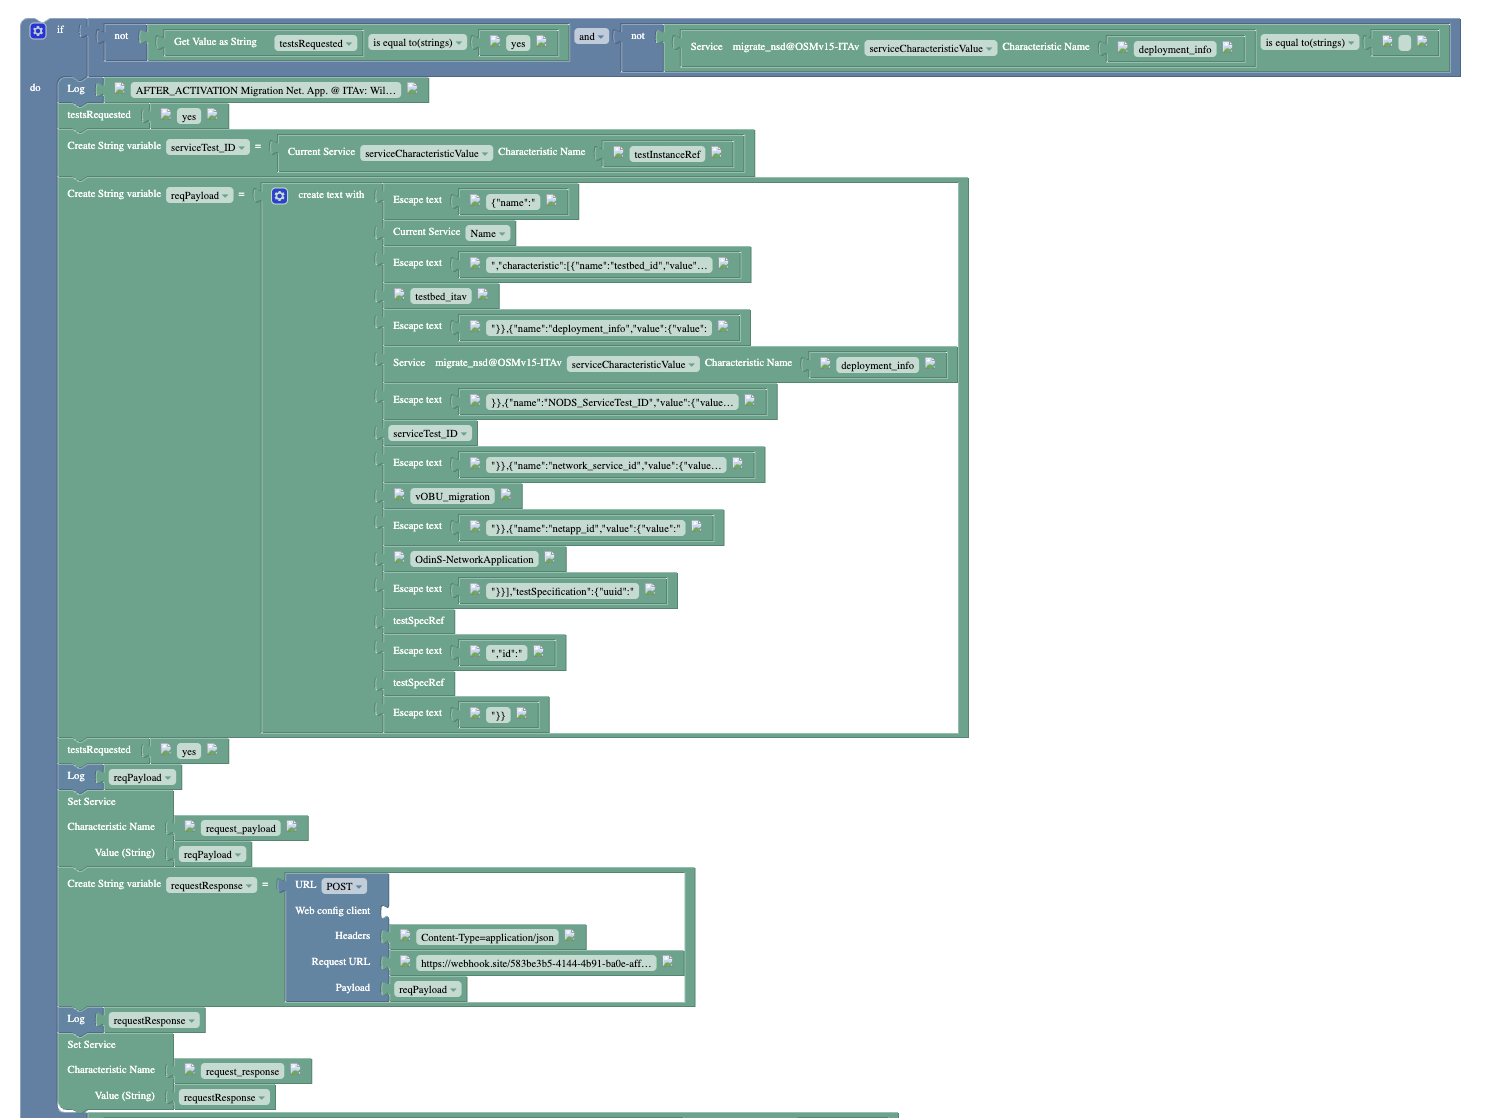 if not Get Value as String testsRequested is equal to(strings) yes and not Service migrate_nsd@OSMv15-ITAv serviceCharacteristicValue Characteristic Name deployment_info is equal to(strings)
do Log AFTER_ACTIVATION Migration Net. App. @ ITAv: Wil...
testsRequested yes
Create String variable serviceTest_ID = Current Service serviceCharacteristicValue Characteristic Name testInstanceRef
Create String variable reqPayload = create text with Escape text {"name":"
Current Service Name
Escape text ","characteristic":[{"name":"testbed_id","value"...
testbed_itav
Escape text "}},{"name":"deployment_info","value":{"value":
Service migrate_nsd@OSMv15-ITAv serviceCharacteristicValue Characteristic Name deployment_info
Escape text }},{"name":"NODS_ServiceTest_ID","value":{"value...
serviceTest_ID
Escape text "}},{"name":"network_service_id","value":{"value...
vOBU_migration
Escape text "}},{"name":"netapp_id","value":{"value":"
OdinS-NetworkApplication
Escape text "}}],"testSpecification":{"uuid":"
testSpecRef
Escape text ","id":"
testSpecRef
Escape text "}}
testsRequested yes
Log reqPayload
Set Service
Characteristic Name request_payload
Value (String) reqPayload
Create String variable requestResponse = URL POST
Web config client
Headers Content-Type=application/json
Request URL https://webhook.site/583be3b5-4144-4b91-ba0e-aff...
Payload reqPayload
Log requestResponse
Set Service
Characteristic Name request_response
Value (String) requestResponse